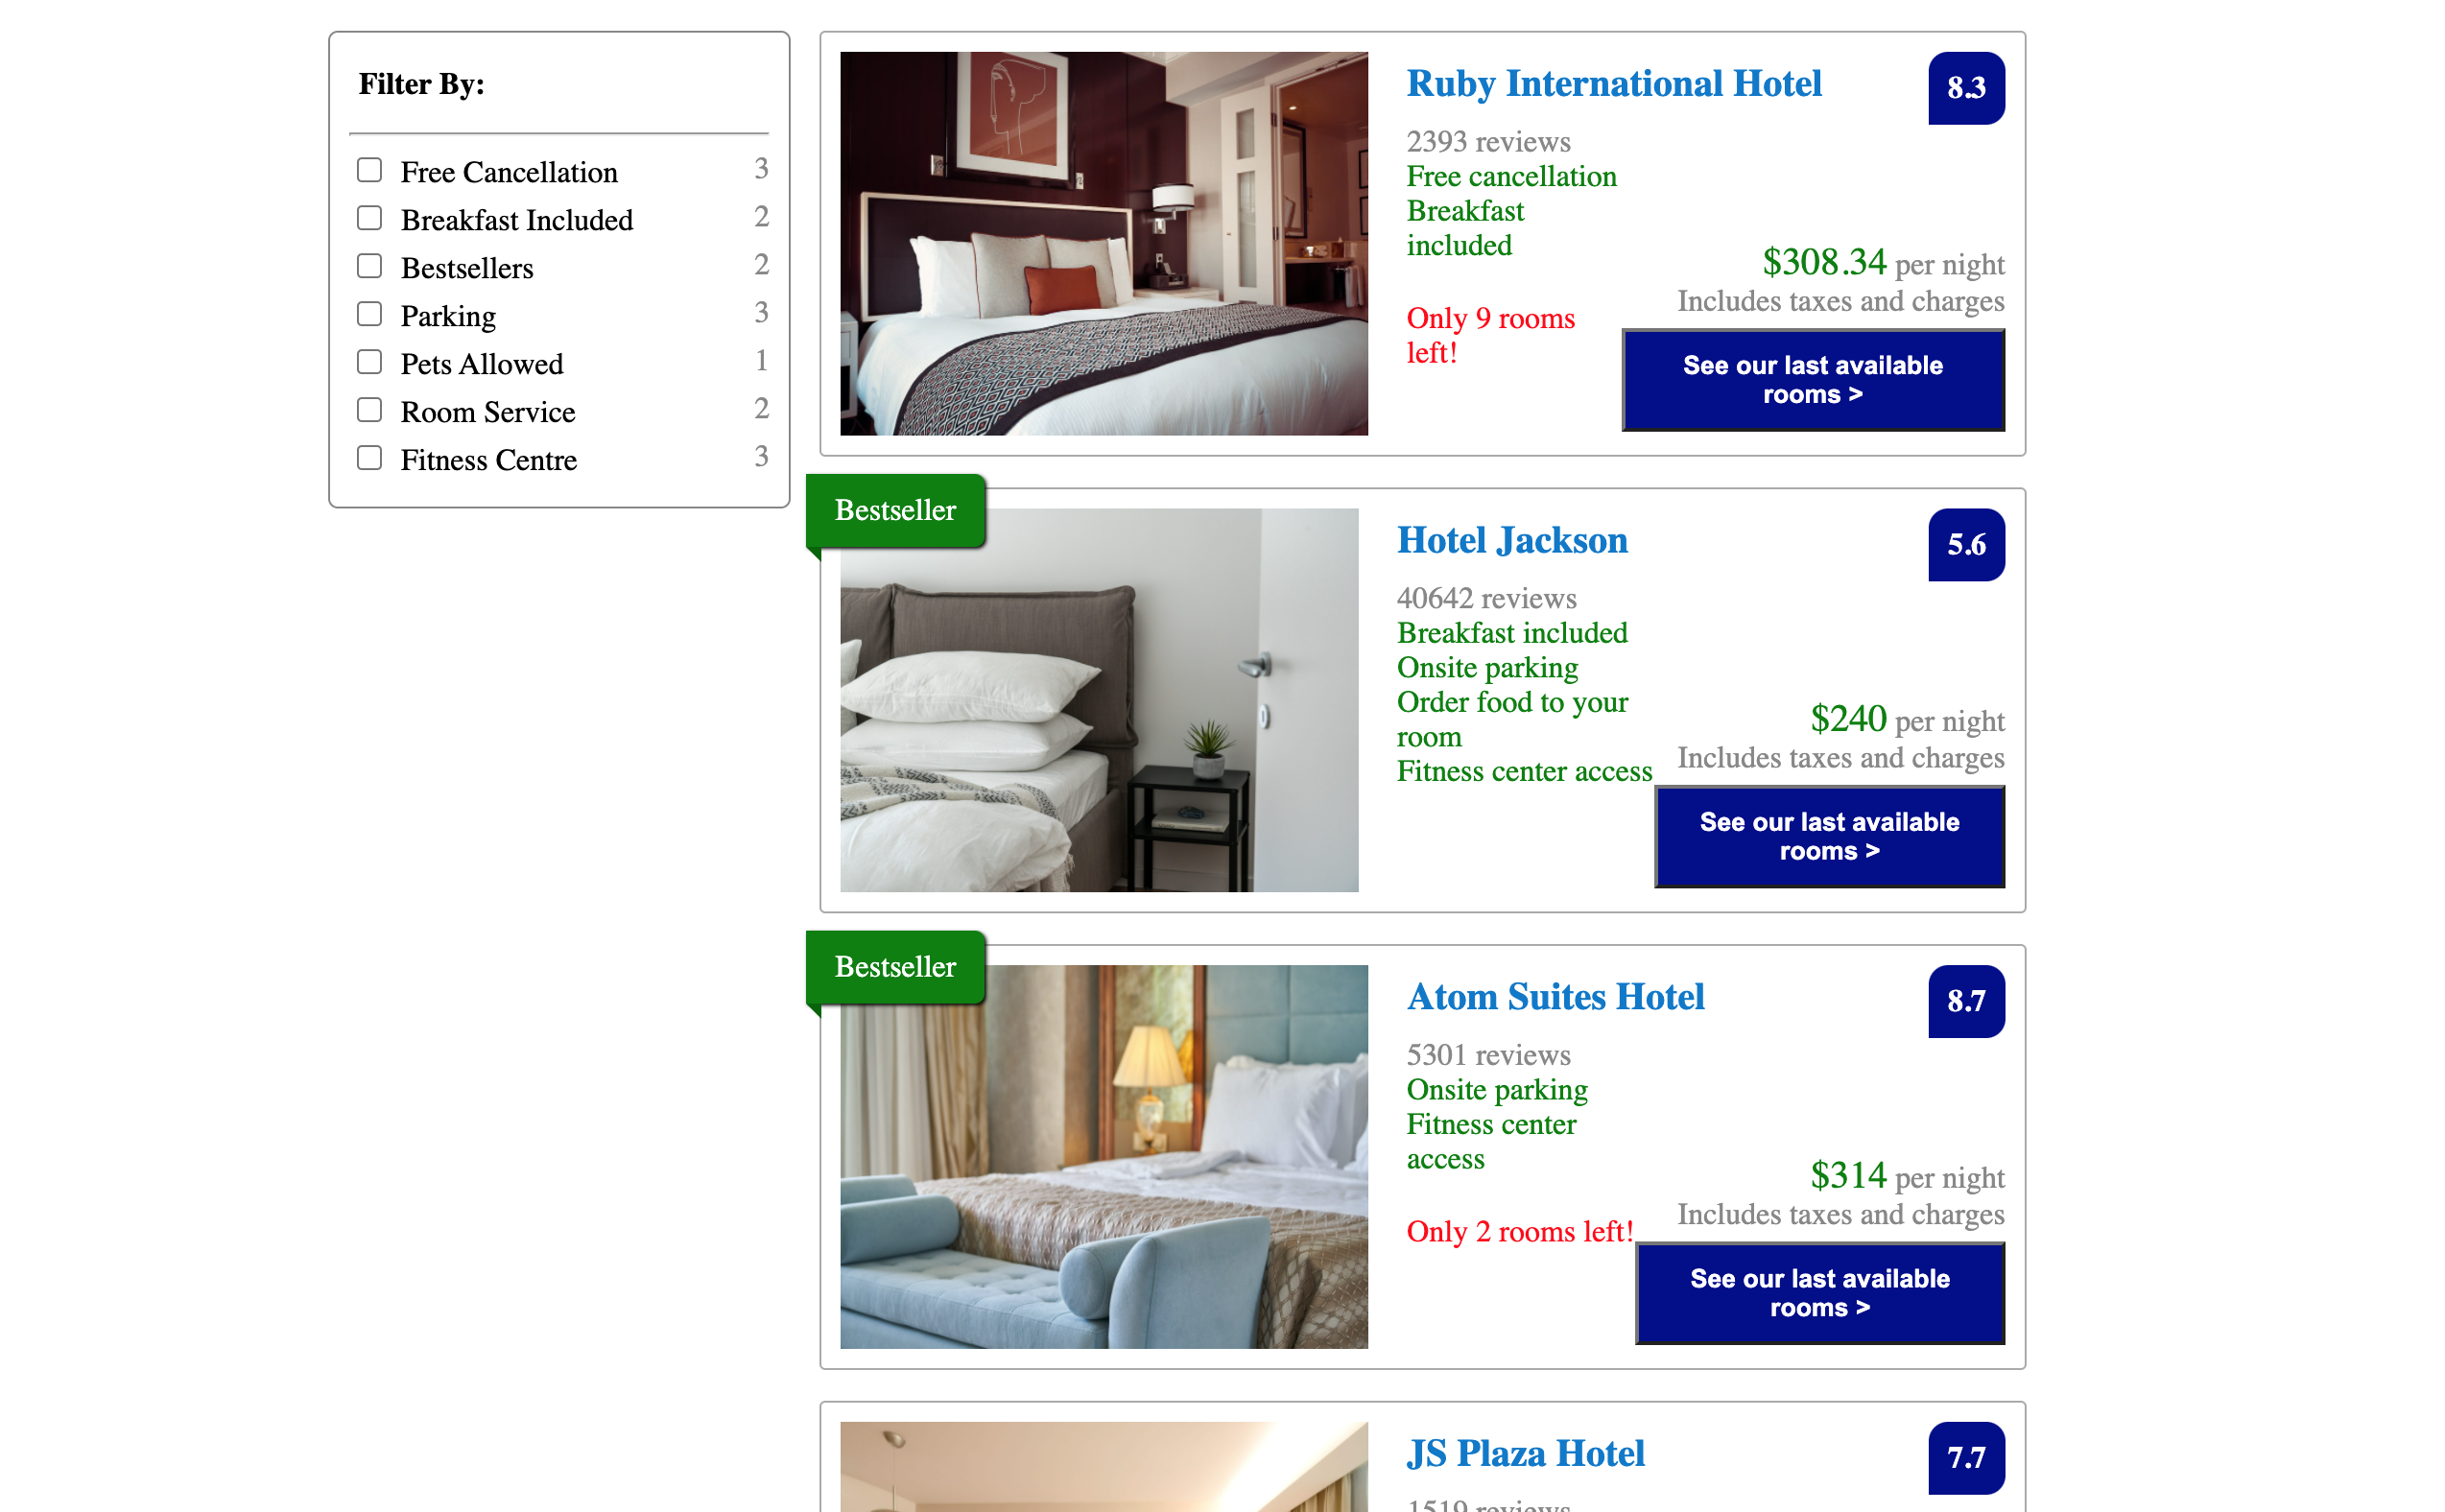 Filter By:
Free Cancellation 3
Breakfast Included 2
Bestsellers 2
Parking 3
Pets Allowed 1
Room Service 2
Fitness Centre 3
Ruby International Hotel
8.3
2393 reviews
Free cancellation
Breakfast
included
Only 9 rooms
left!
$308.34 per night
Includes taxes and charges
See our last available
rooms >
Bestseller
Hotel Jackson
5.6
40642 reviews
Breakfast included
Onsite parking
Order food to your
room
Fitness center access
$240 per night
Includes taxes and charges
See our last available
rooms >
Bestseller
Atom Suites Hotel
8.7
5301 reviews
Onsite parking
Fitness center
access
Only 2 rooms left!
$314 per night
Includes taxes and charges
See our last available
rooms >
JS Plaza Hotel
7.7
1519 reviews